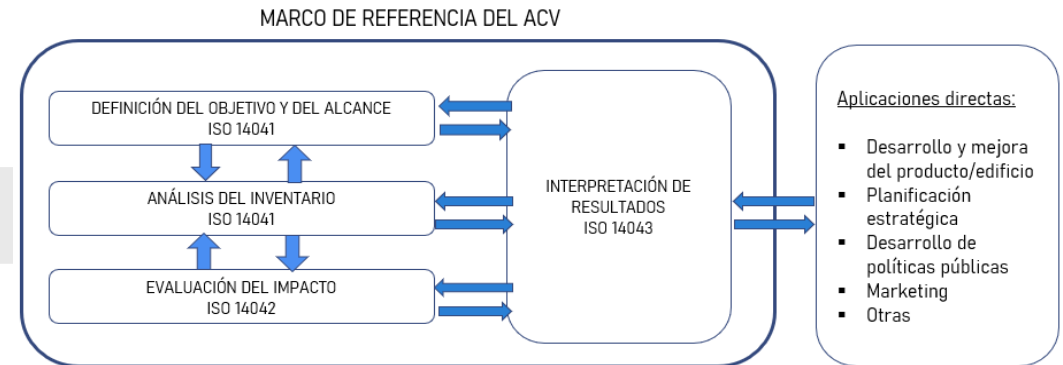 MARCO DE REFERENCIA DEL ACV
DEFINICIÓN DEL OBJETIVO Y DEL ALCANCE
ISO 14041
ANÁLISIS DEL INVENTARIO
ISO 14041
EVALUACIÓN DEL IMPACTO
ISO 14042
INTERPRETACIÓN DE
RESULTADOS
ISO 14043
Aplicaciones directas:
▪ Desarrollo y mejora
del producto/edificio
▪ Planificación
estratégica
▪ Desarrollo de
políticas públicas
▪ Marketing
▪ Otras